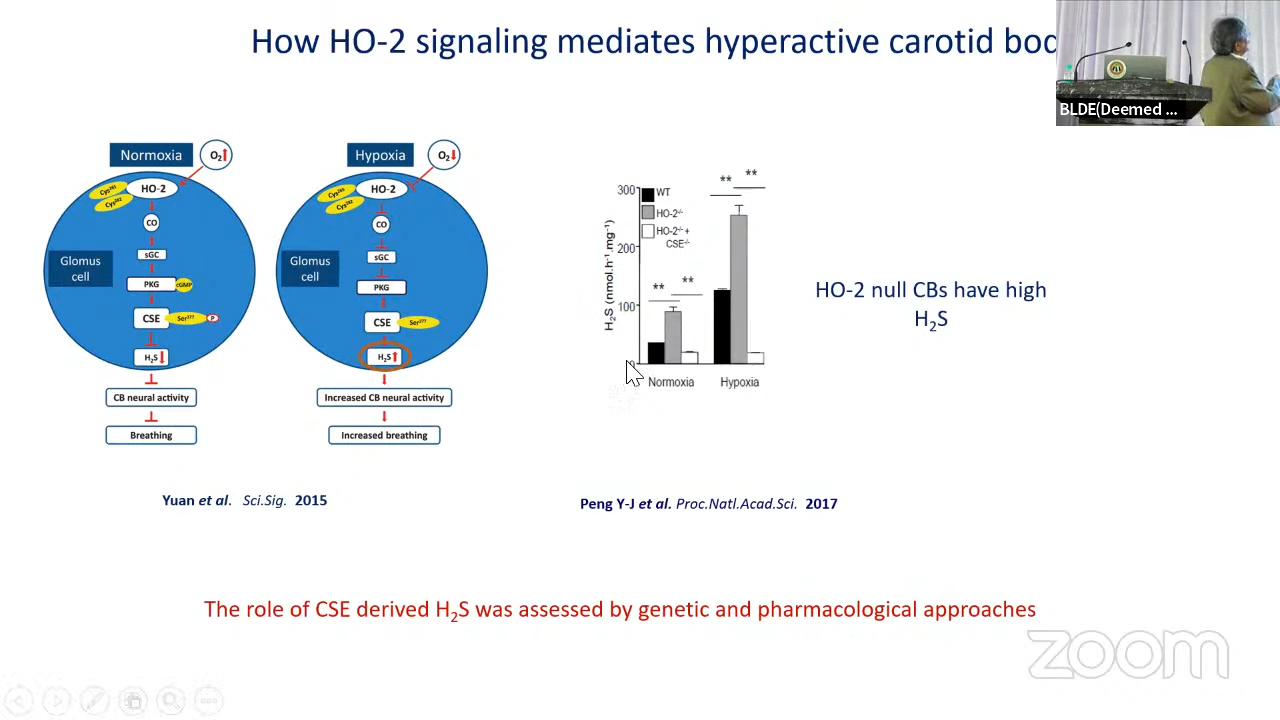 How HO-2 signaling mediates hyperactive carotid bod
BLDE(Deemed ...
Normoxia
O₂
Cys²⁶⁵
Cys²⁸²
HO-2
CO
Glomus
cell
sGC
PKG
cGMP
CSE
Ser³⁷⁷
P
H₂S
CB neural activity
Breathing
Hypoxia
O₂
Cys²⁶⁵
Cys²⁸²
HO-2
CO
Glomus
cell
sGC
PKG
CSE
Ser³⁷⁷
H₂S
Increased CB neural activity
Increased breathing
Yuan et al. Sci.Sig. 2015
H₂S (nmol.h⁻¹.mg⁻¹)
300
200
100
0
WT
HO-2⁻/⁻
HO-2⁻/⁻ +
CSE⁻/⁻
** **
** **
Normoxia
Hypoxia
Peng Y-J et al. Proc.Natl.Acad.Sci. 2017
HO-2 null CBs have high
H₂S
The role of CSE derived H₂S was assessed by genetic and pharmacological approaches
zoom